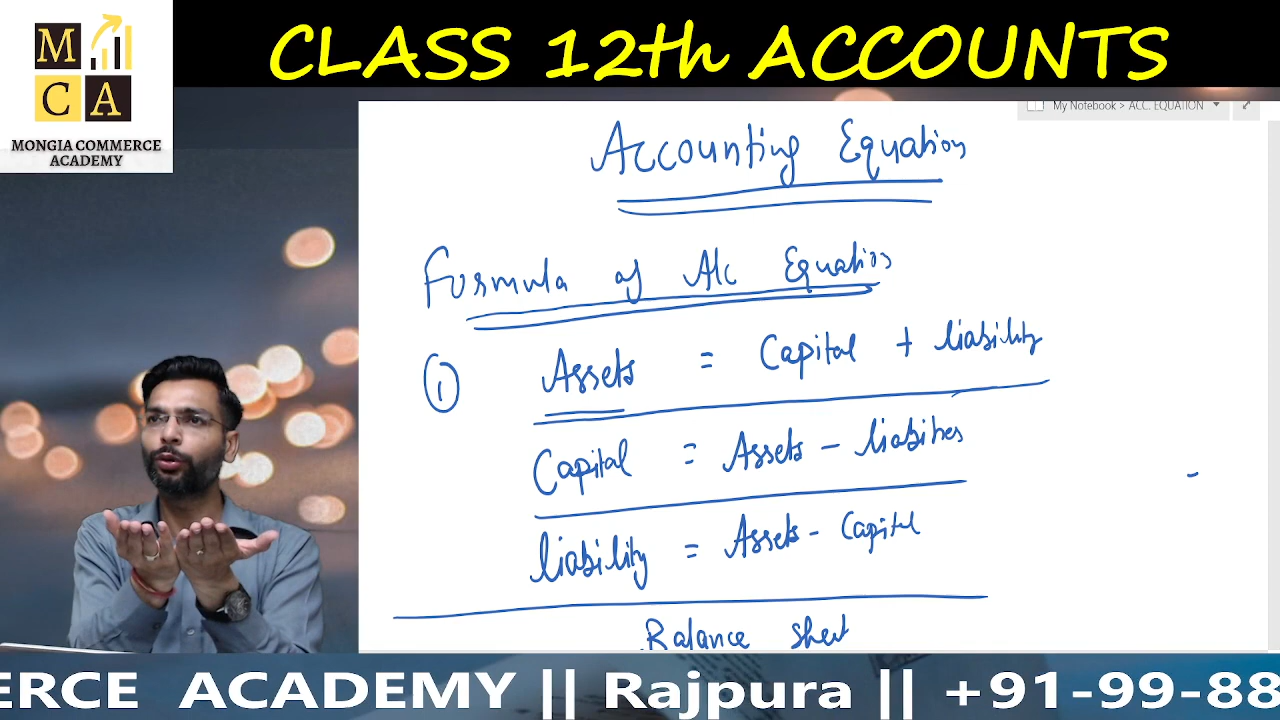 CLASS 12th ACCOUNTS
M
C A
MONGIA COMMERCE
ACADEMY
My Notebook > ACC. EQUATION
Accounting Equation
Formula of A/c Equation
1 Assets = Capital + liability
Capital = Assets - liabilities
liability = Assets - Capital
Balance sheet
ERCE ACADEMY || Rajpura || +91-99-88